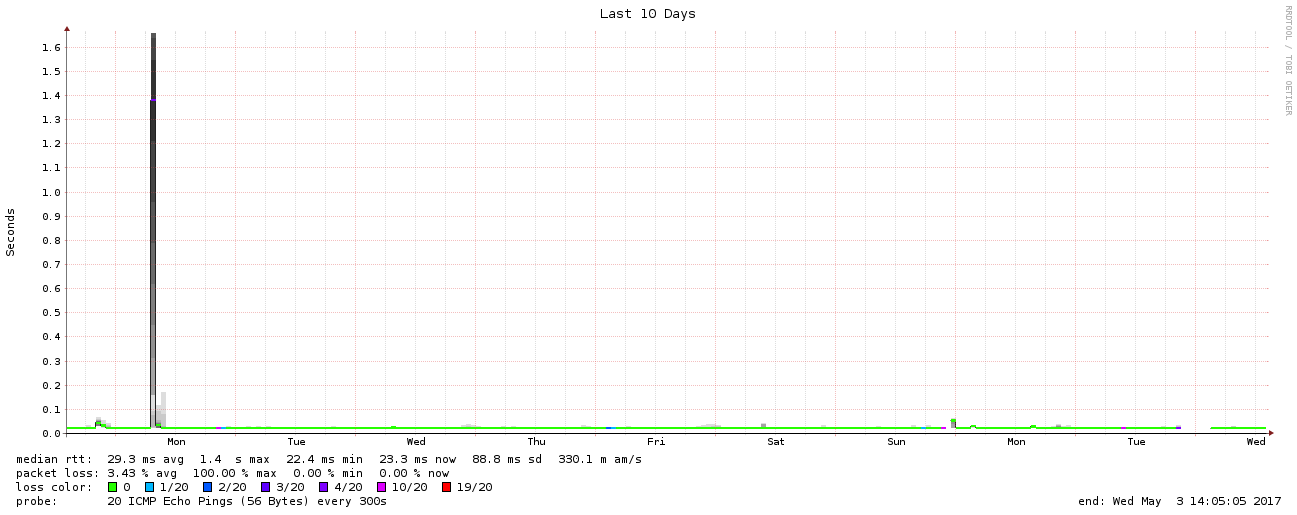 Last 10 Days
RRDTOOL / TOBI OETIKER
Seconds
1.6
1.5
1.4
1.3
1.2
1.1
1.0
0.9
0.8
0.7
0.6
0.5
0.4
0.3
0.2
0.1
0.0
Mon Tue Wed Thu Fri Sat Sun Mon Tue Wed
median rtt: 29.3 ms avg 1.4 s max 22.4 ms min 23.3 ms now 88.8 ms sd 330.1 m am/s
packet loss: 3.43 % avg 100.00 % max 0.00 % min 0.00 % now
loss color: 0 1/20 2/20 3/20 4/20 10/20 19/20
probe: 20 ICMP Echo Pings (56 Bytes) every 300s end: Wed May 3 14:05:05 2017